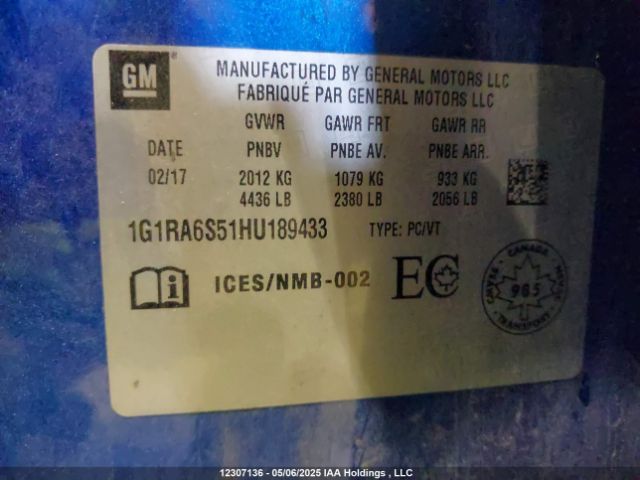 GM
MANUFACTURED BY GENERAL MOTORS LLC
FABRIQUÉ PAR GENERAL MOTORS LLC
GVWR GAWR FRT GAWR RR
DATE PNBV PNBE AV. PNBE ARR.
02/17 2012 KG 1079 KG 933 KG
4436 LB 2380 LB 2056 LB
1G1RA6S51HU189433 TYPE: PC/VT
ICES/NMB-002 EC
CANADA
985
TRANSPORT
12307136 - 05/06/2025 IAA Holdings , LLC